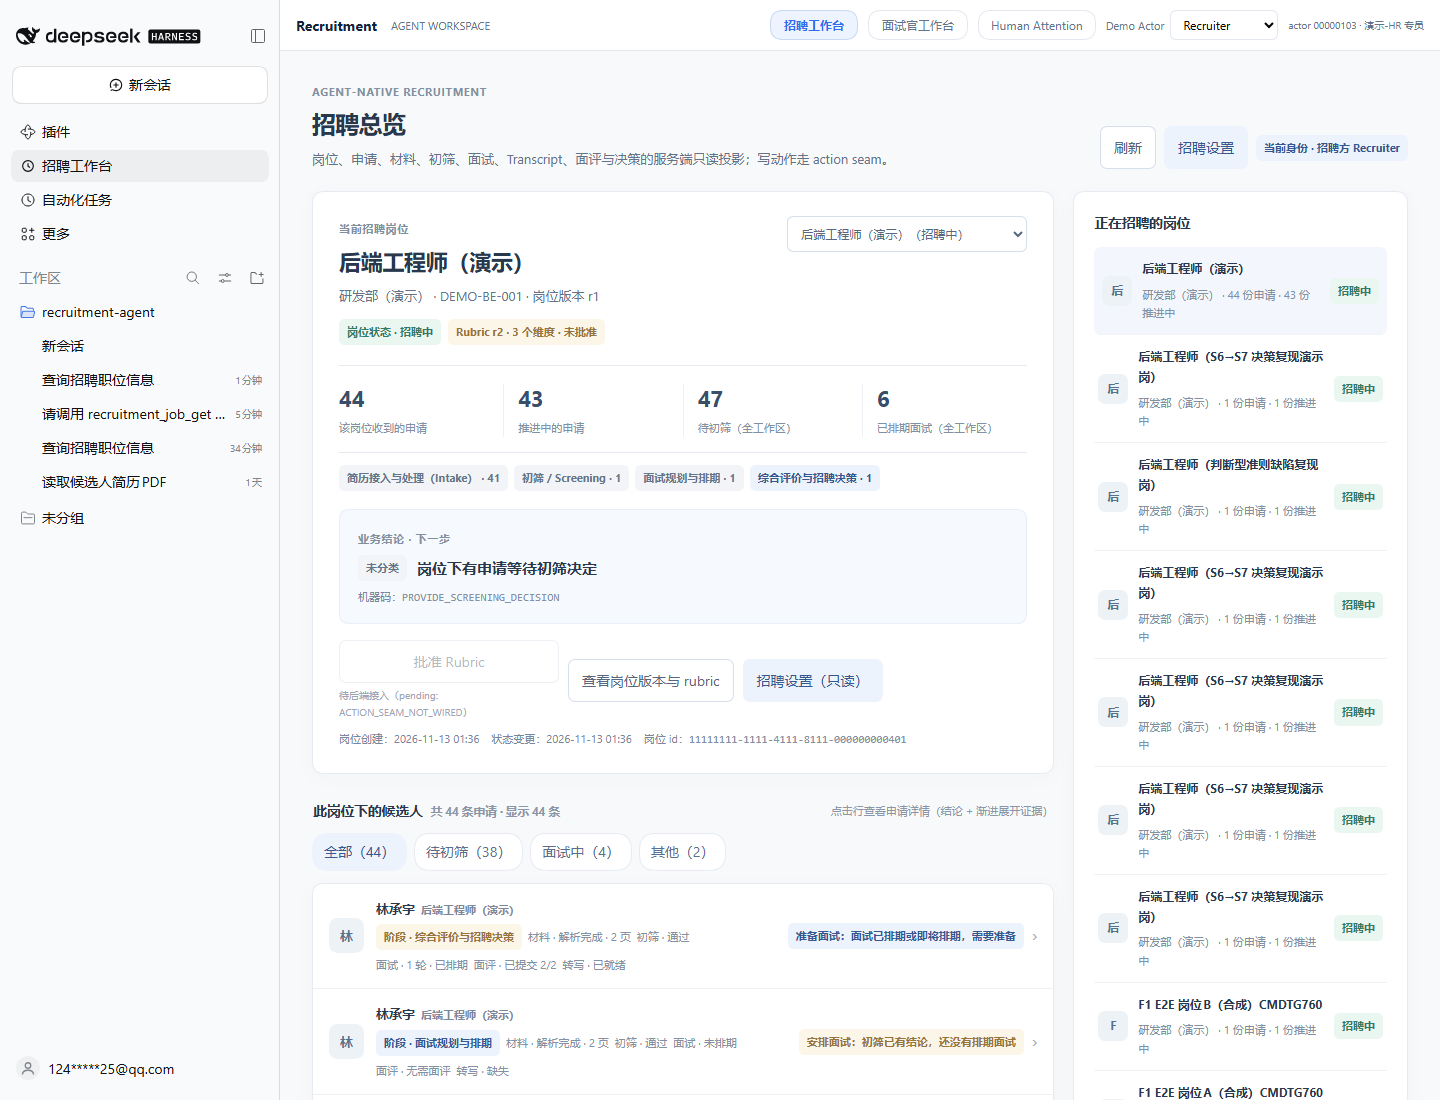 deepseek HARNESS
新会话
插件
招聘工作台
自动化任务
更多
工作区
recruitment-agent
新会话
查询招聘职位信息 1分钟
请调用 recruitment_job_get ... 5分钟
查询招聘职位信息 34分钟
读取候选人简历 PDF 1天
未分组
124*****25@qq.com
Recruitment AGENT WORKSPACE 招聘工作台 面试官工作台 Human Attention Demo Actor Recruiter actor 00000103 · 演示-HR 专员
AGENT-NATIVE RECRUITMENT
招聘总览
岗位、申请、材料、初筛、面试、Transcript、面评与决策的服务端只读投影；写动作走 action seam。
刷新 招聘设置 当前身份 · 招聘方 Recruiter
当前招聘岗位
后端工程师（演示）（招聘中）
后端工程师（演示）
研发部（演示） · DEMO-BE-001 · 岗位版本 r1
岗位状态 · 招聘中 Rubric r2 · 3 个维度 · 未批准
44 43 47 6
该岗位收到的申请 推进中的申请 待初筛（全工作区） 已排期面试（全工作区）
简历接入与处理（Intake） · 41 初筛 / Screening · 1 面试规划与排期 · 1 综合评价与招聘决策 · 1
业务结论 · 下一步
未分类 岗位下有申请等待初筛决定
机器码： PROVIDE_SCREENING_DECISION
批准 Rubric 查看岗位版本与 rubric 招聘设置（只读）
待后端接入（pending:
ACTION_SEAM_NOT_WIRED）
岗位创建：2026-11-13 01:36 状态变更：2026-11-13 01:36 岗位 id：11111111-1111-4111-8111-000000000401
此岗位下的候选人 共 44 条申请 · 显示 44 条 点击行查看申请详情（结论 + 渐进展开证据）
全部（44） 待初筛（38） 面试中（4） 其他（2）
林承宇 后端工程师（演示）
林 阶段 · 综合评价与招聘决策 材料 · 解析完成 · 2 页 初筛 · 通过 准备面试：面试已排期或即将排期，需要准备 ›
面试 · 1 轮 · 已排期 面评 · 已提交 2/2 转写 · 已就绪
林承宇 后端工程师（演示）
林 阶段 · 面试规划与排期 材料 · 解析完成 · 2 页 初筛 · 通过 面试 · 未排期 安排面试：初筛已有结论，还没有排期面试 ›
面评 · 无需面评 转写 · 缺失
正在招聘的岗位
后端工程师（演示）
后 研发部（演示） · 44 份申请 · 43 份 招聘中
推进中
后端工程师（S6→S7 决策复现演示
岗）
后 研发部（演示） · 1 份申请 · 1 份推进 招聘中
中
后端工程师（判断型准则缺陷复现
岗）
后 研发部（演示） · 1 份申请 · 1 份推进 招聘中
中
后端工程师（S6→S7 决策复现演示
岗）
后 研发部（演示） · 1 份申请 · 1 份推进 招聘中
中
后端工程师（S6→S7 决策复现演示
岗）
后 研发部（演示） · 1 份申请 · 1 份推进 招聘中
中
后端工程师（S6→S7 决策复现演示
岗）
后 研发部（演示） · 1 份申请 · 1 份推进 招聘中
中
后端工程师（S6→S7 决策复现演示
岗）
后 研发部（演示） · 1 份申请 · 1 份推进 招聘中
中
F1 E2E 岗位 B（合成）CMDTG760
F 研发部（演示） · 1 份申请 · 1 份推进 招聘中
中
F1 E2E 岗位 A（合成）CMDTG760